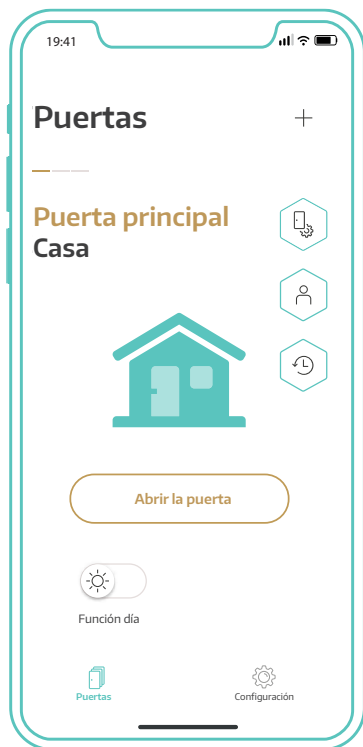 19:41
Puertas
Puerta principal
Casa
Abrir la puerta
Función día
Puertas
Configuración